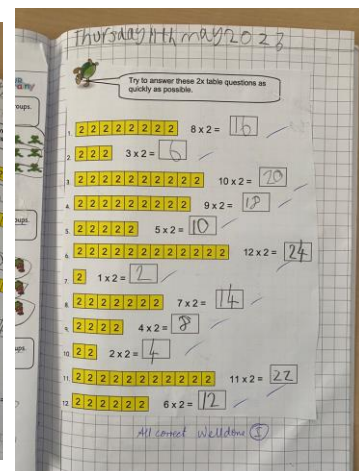 Thursday 11th may 2023
Try to answer these 2x table questions as
quickly as possible.
1. 2 2 2 2 2 2 2 2 8 x 2 = 16
2. 2 2 2 3 x 2 = 6
3. 2 2 2 2 2 2 2 2 2 2 10 x 2 = 20
4. 2 2 2 2 2 2 2 2 2 9 x 2 = 18
5. 2 2 2 2 2 5 x 2 = 10
6. 2 2 2 2 2 2 2 2 2 2 2 2 12 x 2 = 24
7. 2 1 x 2 = 2
8. 2 2 2 2 2 2 2 7 x 2 = 14
9. 2 2 2 2 4 x 2 = 8
10. 2 2 2 x 2 = 4
11. 2 2 2 2 2 2 2 2 2 2 2 11 x 2 = 22
12. 2 2 2 2 2 2 6 x 2 = 12
All correct Welldone I